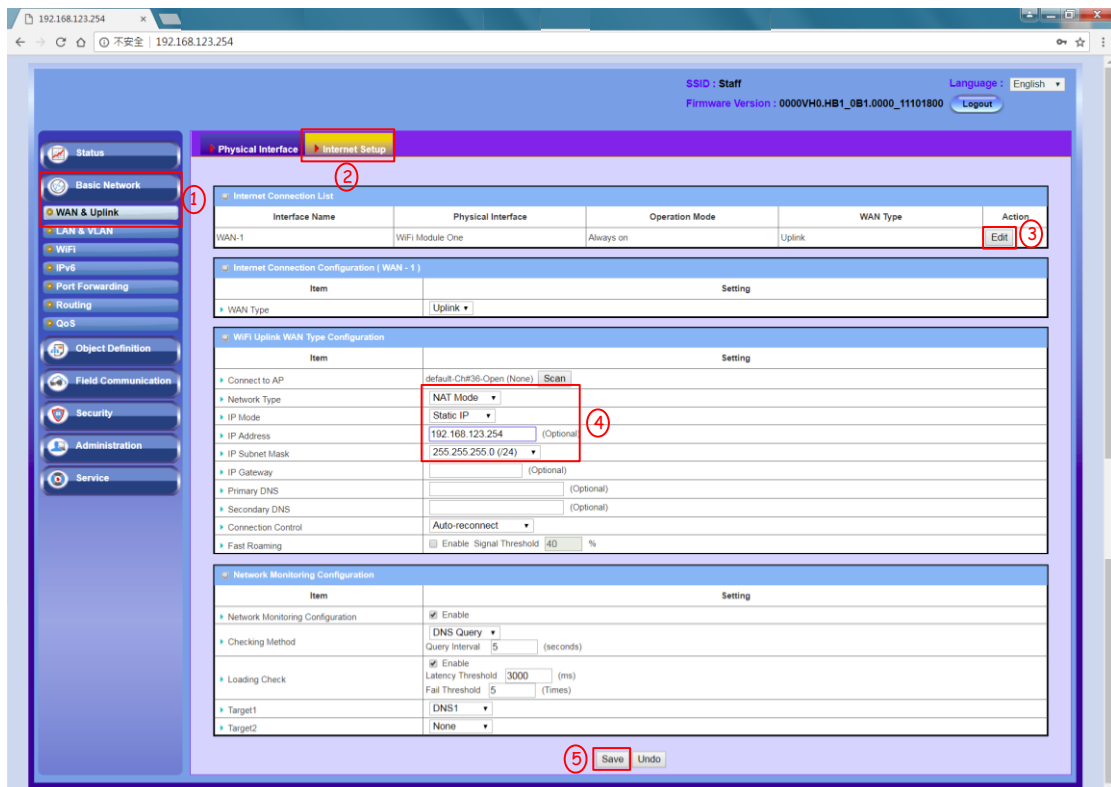 192.168.123.254 ×
不安全 | 192.168.123.254
SSID : Staff
Language : English
Firmware Version : 0000VH0.HB1_0B1.0000_11101800 Logout
Status
Physical Interface Internet Setup
②
Basic Network
①
Internet Connection List
WAN & Uplink
Interface Name Physical Interface Operation Mode WAN Type Action
LAN & VLAN
WAN-1 WiFi Module One Always on Uplink Edit ③
WiFi
IPv6
Internet Connection Configuration ( WAN - 1 )
Port Forwarding
Item Setting
Routing
WAN Type Uplink
QoS
WiFi Uplink WAN Type Configuration
Object Definition
Item Setting
Field Communication
Connect to AP default-Ch#36-Open (None) Scan
Network Type NAT Mode
Security
IP Mode Static IP
④
IP Address 192.168.123.254 (Optional)
Administration
IP Subnet Mask 255.255.255.0 (/24)
IP Gateway (Optional)
Service
Primary DNS (Optional)
Secondary DNS (Optional)
Connection Control Auto-reconnect
Fast Roaming Enable Signal Threshold 40 %
Network Monitoring Configuration
Item Setting
Network Monitoring Configuration Enable
Checking Method DNS Query
Query Interval 5 (seconds)
Loading Check Enable
Latency Threshold 3000 (ms)
Fail Threshold 5 (Times)
Target1 DNS1
Target2 None
⑤ Save Undo